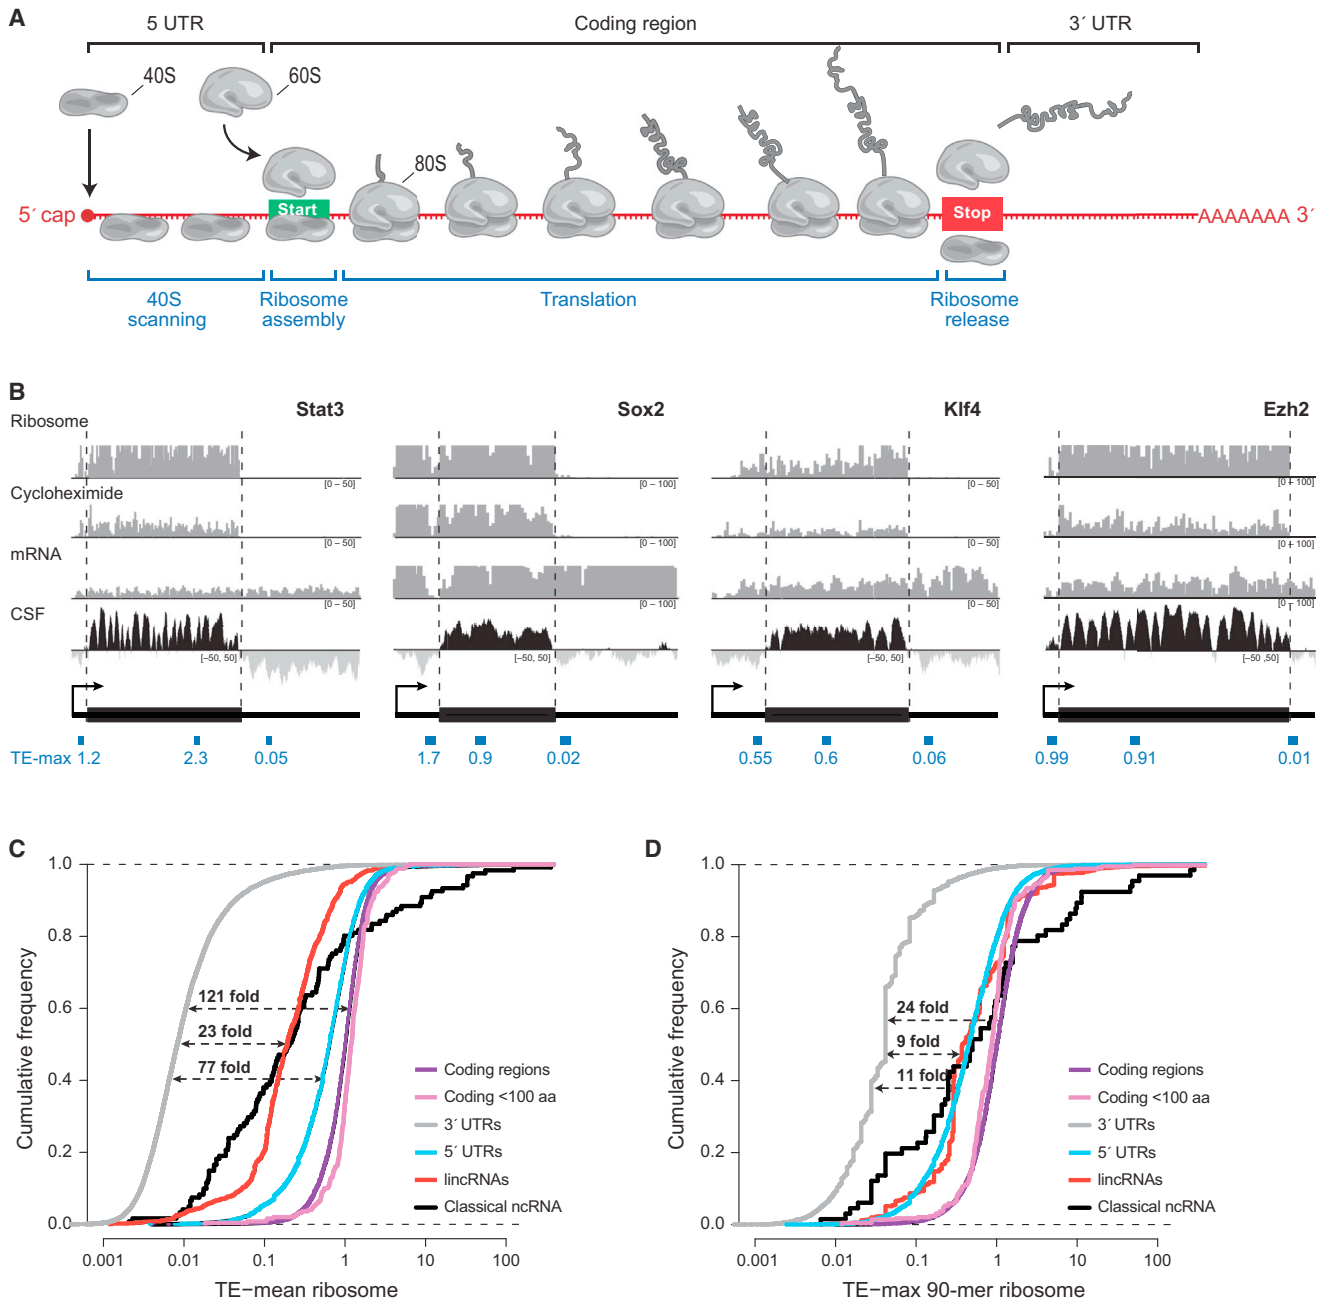 A
5 UTR
Coding region
3´ UTR
40S
60S
80S
5´ cap
Start
Stop
AAAAAAA 3´
40S
scanning
Ribosome
assembly
Translation
Ribosome
release
B
Stat3
Sox2
Klf4
Ezh2
Ribosome
[0 – 50]
[0 – 100]
[0 – 50]
[0 – 100]
Cycloheximide
[0 – 50]
[0 – 100]
[0 – 50]
[0 – 100]
mRNA
[0 – 50]
[0 – 100]
[0 – 50]
[0 – 100]
CSF
[–50, 50]
[–50, 50]
[–50, 50]
[–50 ,50]
TE-max 1.2 2.3 0.05 1.7 0.9 0.02 0.55 0.6 0.06 0.99 0.91 0.01
C
Cumulative frequency
1.0
0.8
0.6
0.4
0.2
0.0
121 fold
23 fold
77 fold
Coding regions
Coding <100 aa
3´ UTRs
5´ UTRs
lincRNAs
Classical ncRNA
0.001 0.01 0.1 1 10 100
TE–mean ribosome
D
Cumulative frequency
1.0
0.8
0.6
0.4
0.2
0.0
24 fold
9 fold
11 fold
Coding regions
Coding <100 aa
3´ UTRs
5´ UTRs
lincRNAs
Classical ncRNA
0.001 0.01 0.1 1 10 100
TE–max 90-mer ribosome